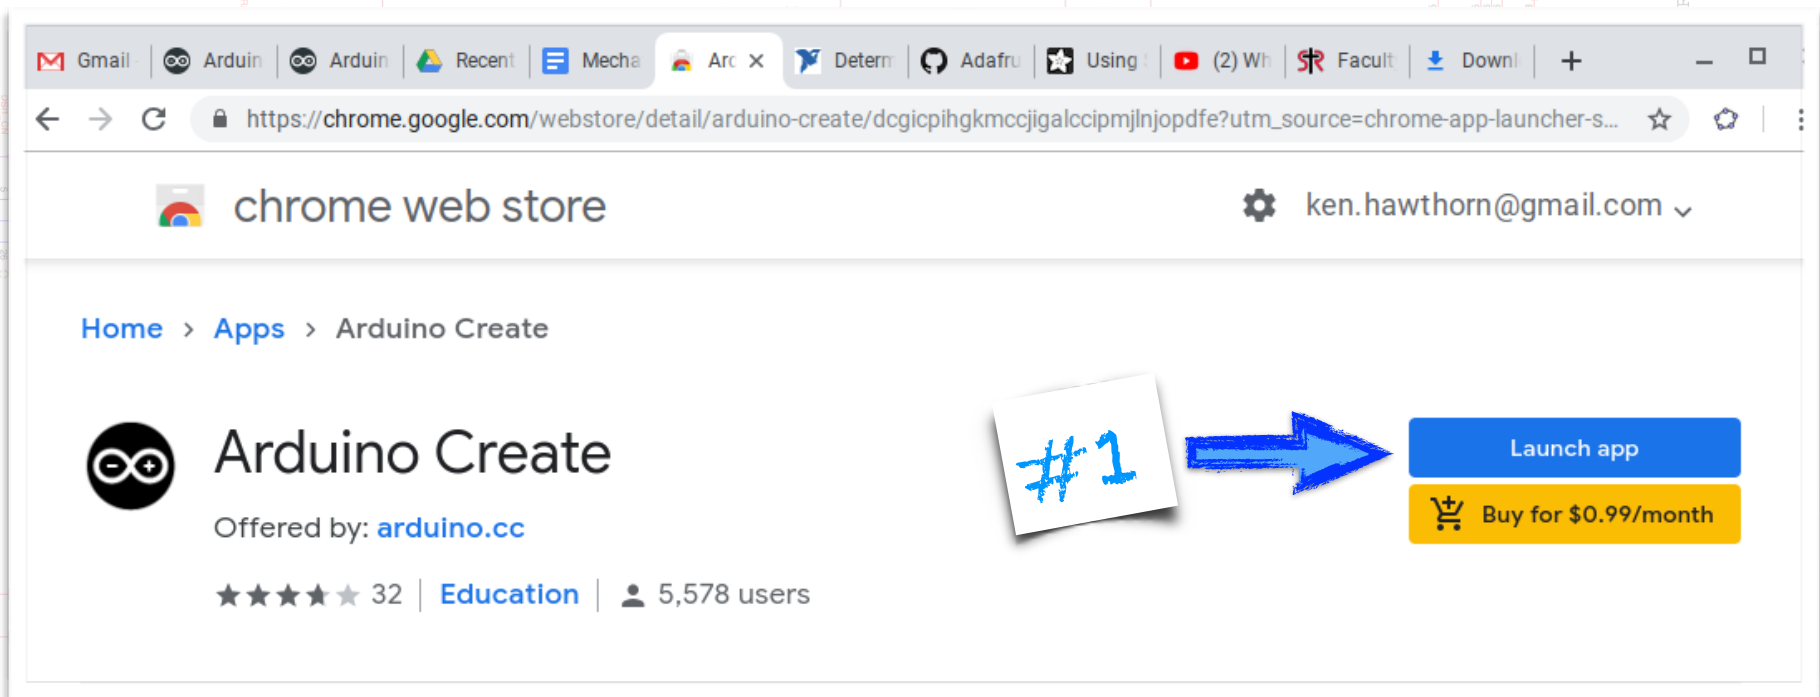 Gmail
Arduin
Arduin
Recent
Mecha
Arc
Determ
Adafru
Using
(2) Wh
Facult
Downl
https://chrome.google.com/webstore/detail/arduino-create/dcgicpihgkmccjigalccipmjlnjopdfe?utm_source=chrome-app-launcher-s...
chrome web store
ken.hawthorn@gmail.com
Home > Apps > Arduino Create
Arduino Create
#1
Launch app
Buy for $0.99/month
Offered by: arduino.cc
32 | Education | 5,578 users